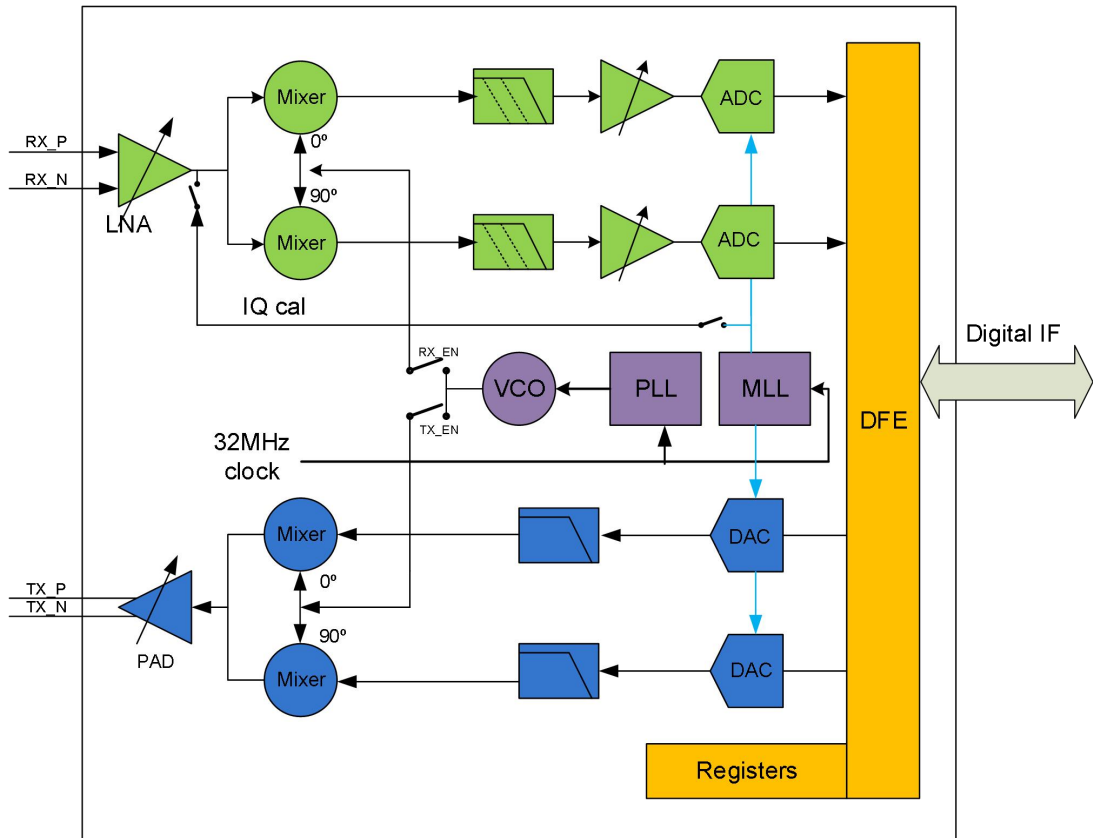 Mixer
ADC
0º
RX_P
RX_N
90º
LNA
Mixer
ADC
IQ cal
Digital IF
RX_EN
VCO
PLL
MLL
DFE
TX_EN
32MHz
clock
Mixer
DAC
0º
TX_P
TX_N
90º
PAD
Mixer
DAC
Registers